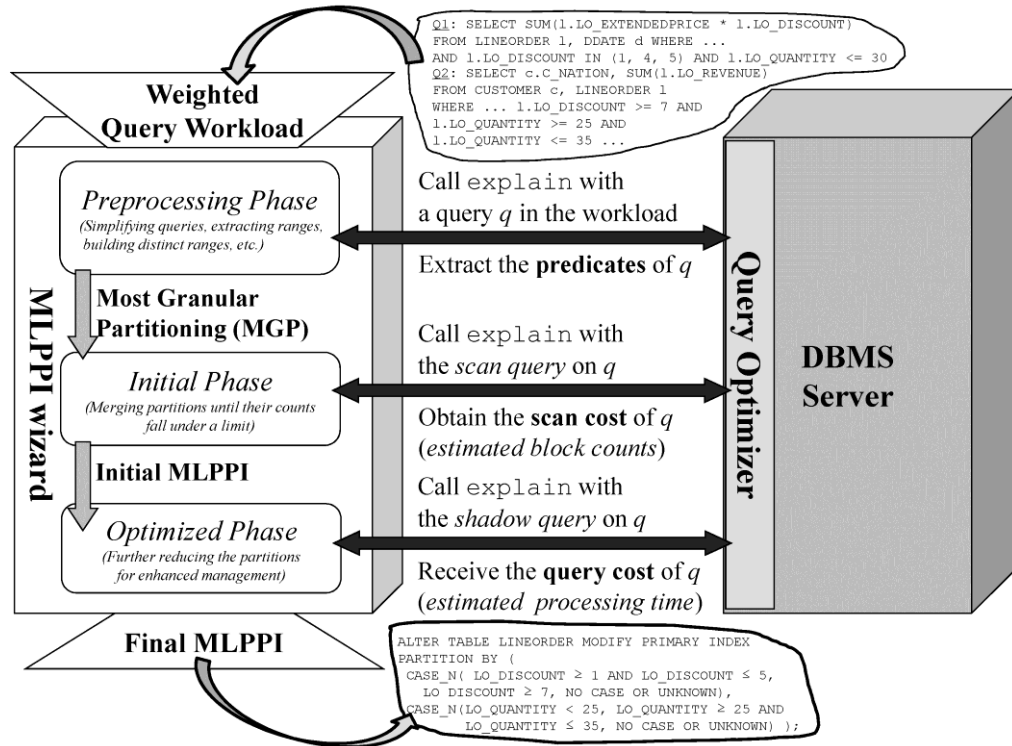 Q1: SELECT SUM(l.LO_EXTENDEDPRICE * l.LO_DISCOUNT)
FROM LINEORDER l, DDATE d WHERE ...
AND l.LO_DISCOUNT IN (1, 4, 5) AND l.LO_QUANTITY <= 30
Q2: SELECT c.C_NATION, SUM(l.LO_REVENUE)
FROM CUSTOMER c, LINEORDER l
WHERE ... l.LO_DISCOUNT >= 7 AND
l.LO_QUANTITY >= 25 AND
l.LO_QUANTITY <= 35 ...
Weighted
Query Workload
MLPPI wizard
Preprocessing Phase
(Simplifying queries, extracting ranges,
building distinct ranges, etc.)
Most Granular
Partitioning (MGP)
Initial Phase
(Merging partitions until their counts
fall under a limit)
Initial MLPPI
Optimized Phase
(Further reducing the partitions
for enhanced management)
Final MLPPI
Call explain with
a query q in the workload
Extract the predicates of q
Call explain with
the scan query on q
Obtain the scan cost of q
(estimated block counts)
Call explain with
the shadow query on q
Receive the query cost of q
(estimated processing time)
Query Optimizer
DBMS
Server
ALTER TABLE LINEORDER MODIFY PRIMARY INDEX
PARTITION BY (
CASE_N( LO_DISCOUNT ≥ 1 AND LO_DISCOUNT ≤ 5,
LO_DISCOUNT ≥ 7, NO CASE OR UNKNOWN),
CASE_N(LO_QUANTITY < 25, LO_QUANTITY ≥ 25 AND
LO_QUANTITY ≤ 35, NO CASE OR UNKNOWN) );